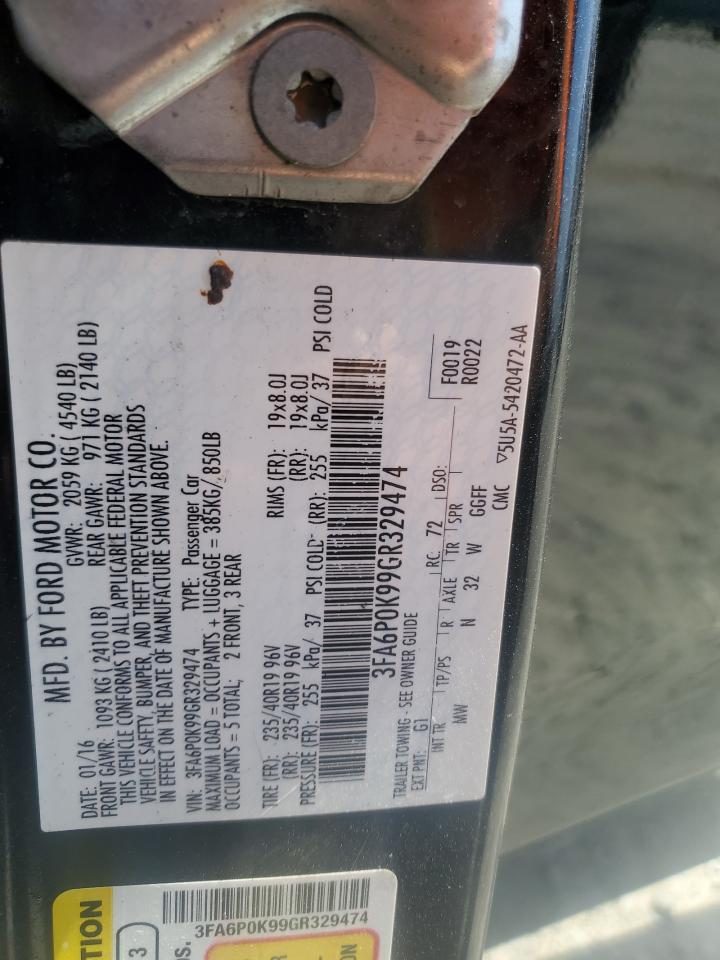 MFD. BY FORD MOTOR CO.
DATE: 01/16 GVWR: 2059 KG ( 4540 LB)
FRONT GAWR: 1093 KG ( 2410 LB) REAR GAWR: 971 KG ( 2140 LB)
THIS VEHICLE CONFORMS TO ALL APPLICABLE FEDERAL MOTOR
VEHICLE SAFETY, BUMPER, AND THEFT PREVENTION STANDARDS
IN EFFECT ON THE DATE OF MANUFACTURE SHOWN ABOVE.
VIN: 3FA6P0K99GR329474 TYPE: Passenger Car
MAXIMUM LOAD = OCCUPANTS + LUGGAGE = 385KG/ 850LB
OCCUPANTS = 5 TOTAL; 2 FRONT, 3 REAR
TIRE (FR): 235/40R19 96V RIMS (FR): 19x8.0J
(RR): 235/40R19 96V (RR): 19x8.0J
PRESSURE (FR): 255 kPa/ 37 PSI COLD: (RR): 255 kPa/ 37 PSI COLD
3FA6P0K99GR329474
TRAILER TOWING - SEE OWNER GUIDE
EXT PNT: G1 RC: 72 DSO: F0019
R0022
INT TR TP/PS R AXLE TR SPR
MW N 32 W GGFF
CMC ▽5U5A-5420472-AA
3FA6P0K99GR329474
3